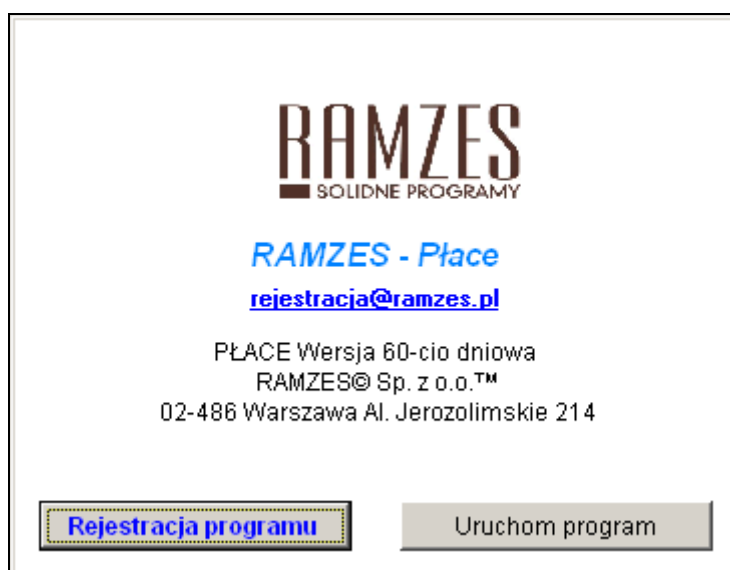 RAMZES
SOLIDNE PROGRAMY
RAMZES - Płace
rejestracja@ramzes.pl
PŁACE Wersja 60-cio dniowa
RAMZES© Sp. z o.o.™
02-486 Warszawa Al. Jerozolimskie 214
Rejestracja programu
Uruchom program